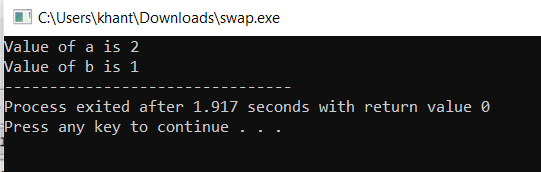 C:\Users\khant\Downloads\swap.exe
Value of a is 2
Value of b is 1
--------------------------------
Process exited after 1.917 seconds with return value 0
Press any key to continue . . .